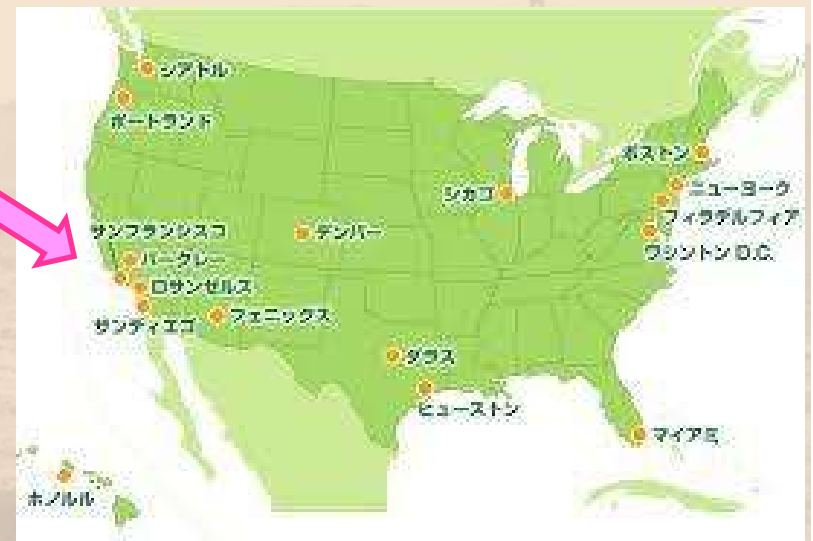 シアトル
ポートランド
ボストン
シカゴ
ニューヨーク
フィラデルフィア
サンフランシスコ
デンバー
ワシントン D.C.
バークレー
ロサンゼルス
フェニックス
サンディエゴ
ダラス
ヒューストン
マイアミ
ホノルル